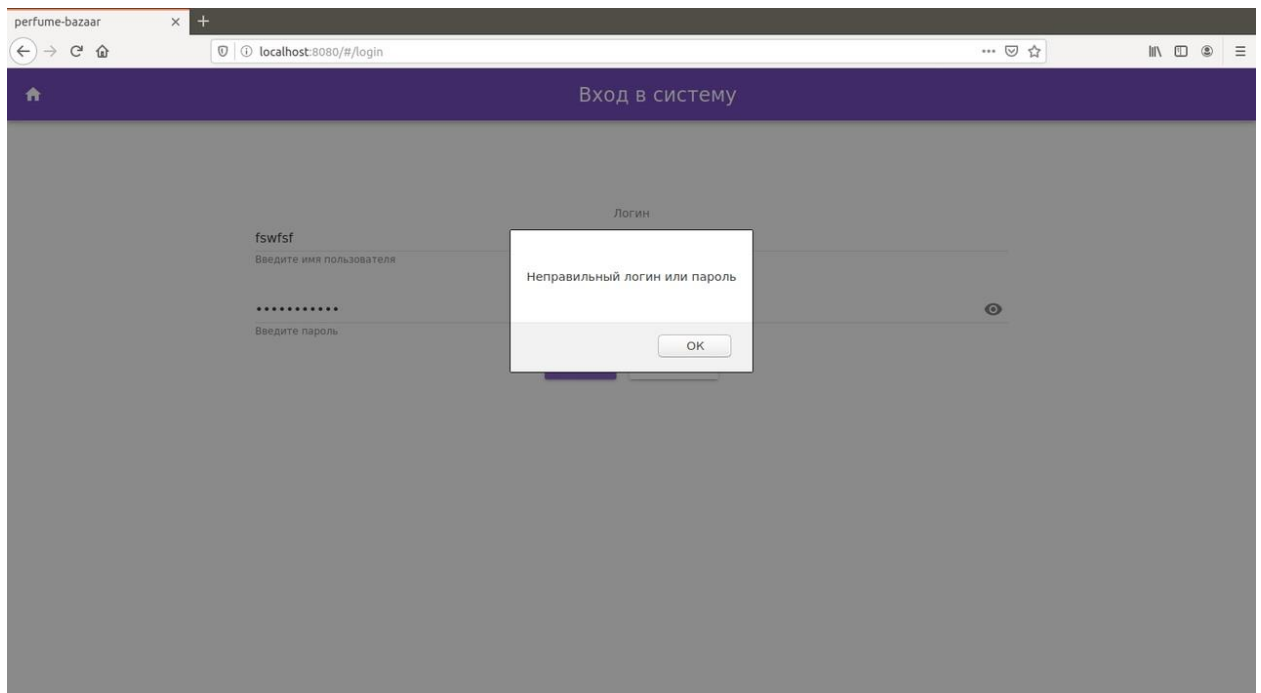 perfume-bazaar
localhost:8080/#/login
Вход в систему
Логин
fswfsf
Введите имя пользователя
Неправильный логин или пароль
•••••••••••
Введите пароль
OK